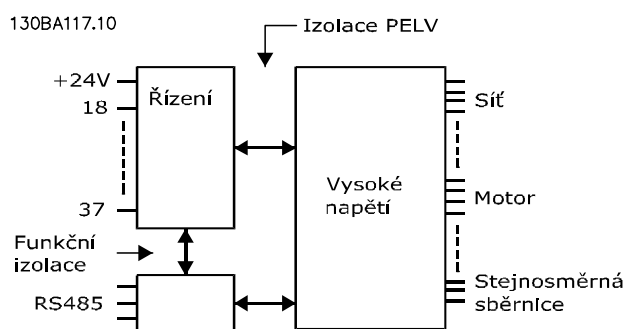 130BA117.10
Izolace PELV
+24V
Řízení
18
Síť
37
Vysoké
napětí
Motor
Funkční
izolace
RS485
Stejnosměrná
sběrnice